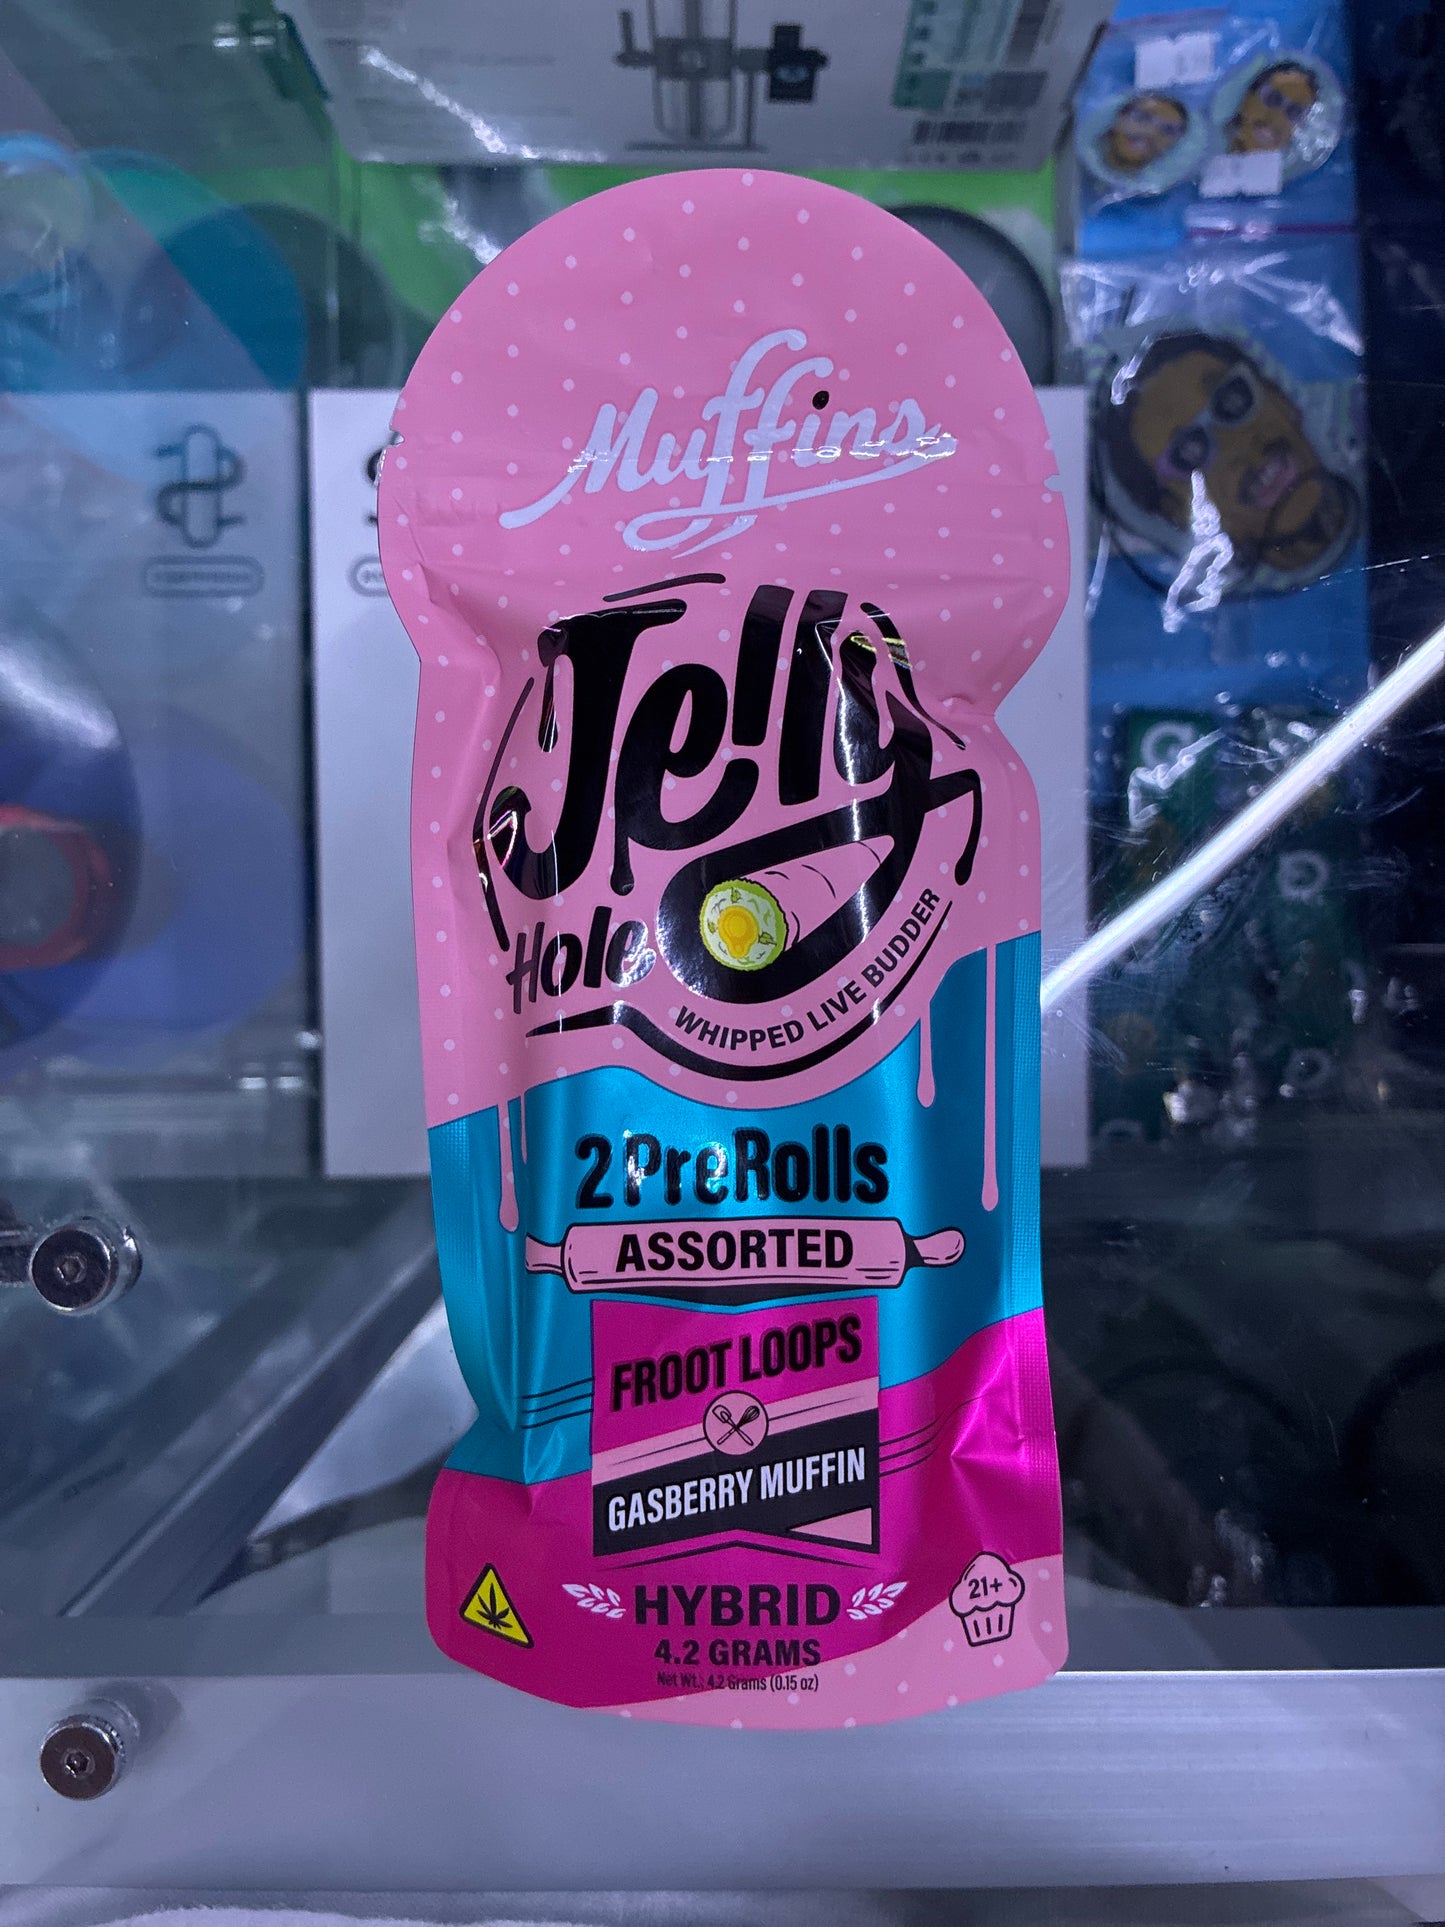 Muffins
Jelly
Hole
WHIPPED LIVE BUDDER
2 PreRolls
ASSORTED
FROOT LOOPS
GASBERRY MUFFIN
HYBRID
21+
4.2 GRAMS
Net Wt.: 4.2 Grams (0.15 oz)